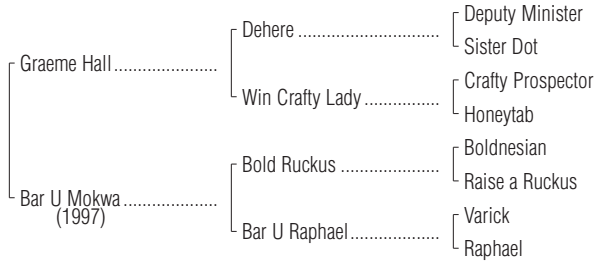 Deputy Minister
Dehere
Sister Dot
Graeme Hall
Crafty Prospector
Win Crafty Lady
Honeytab
Boldnesian
Bold Ruckus
Raise a Ruckus
Bar U Mokwa
(1997)
Varick
Bar U Raphael
Raphael